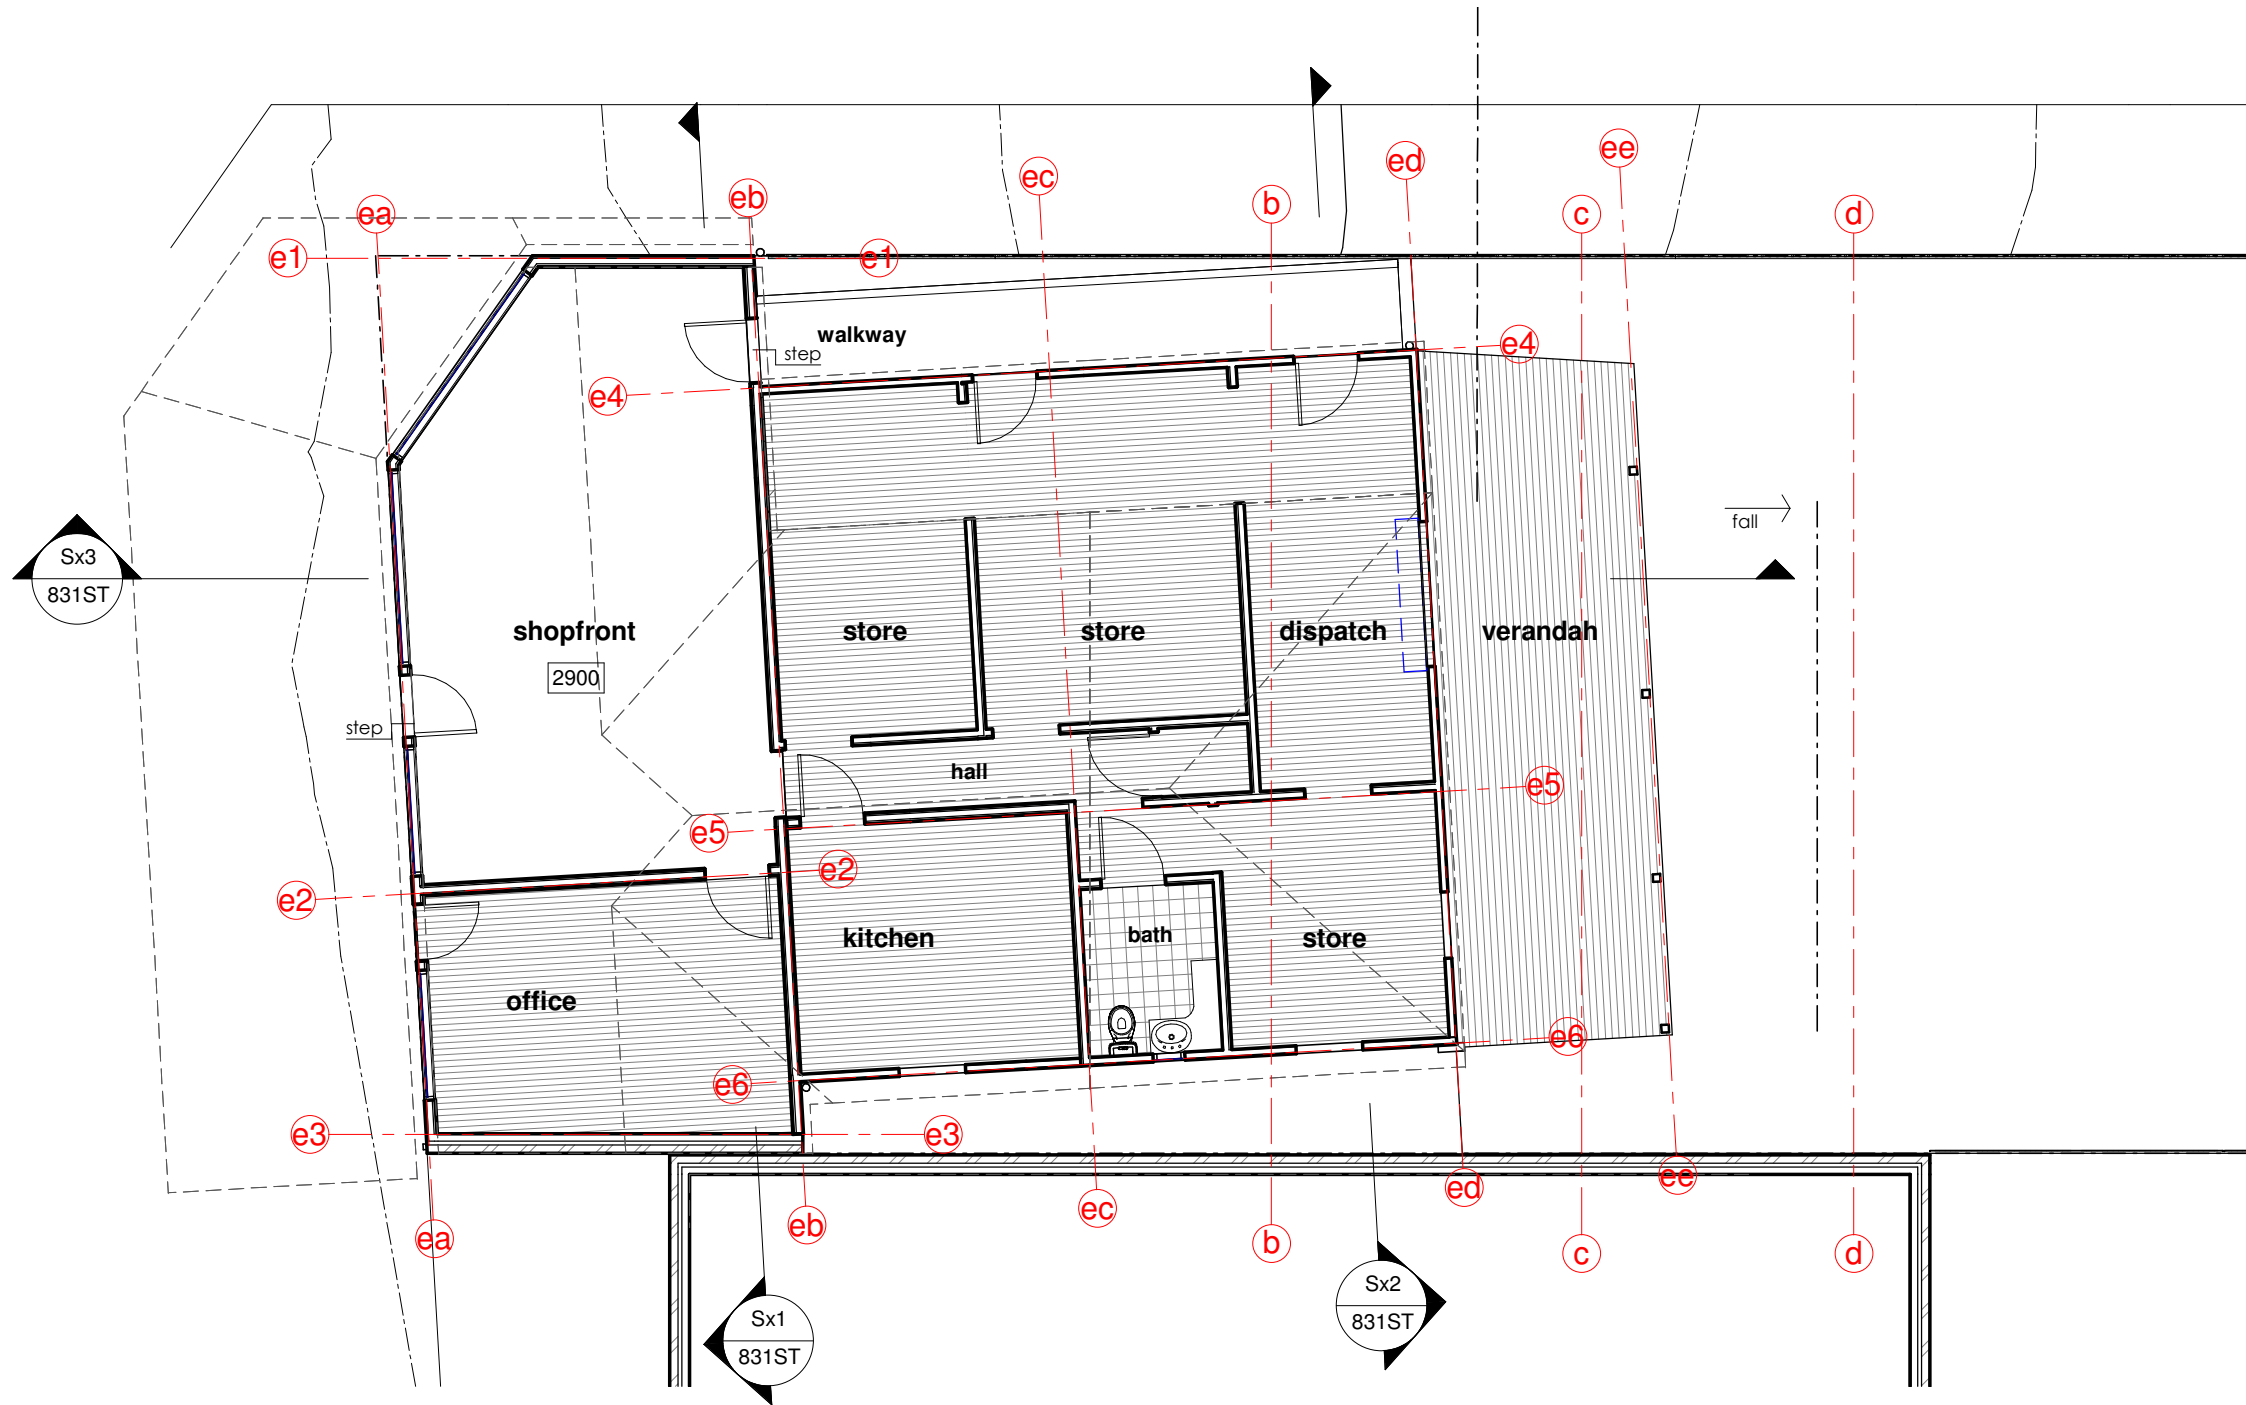 ee
ed
ec
eb
b
c
d
ea
e1
e1
walkway
step
e4
e4
fall
Sx3
831ST
shopfront
store
store
dispatch
verandah
2900
step
hall
e5
e5
e2
e2
kitchen
bath
store
office
e6
e6
e3
e3
ee
ed
ec
eb
ea
b
c
d
Sx2
831ST
Sx1
831ST